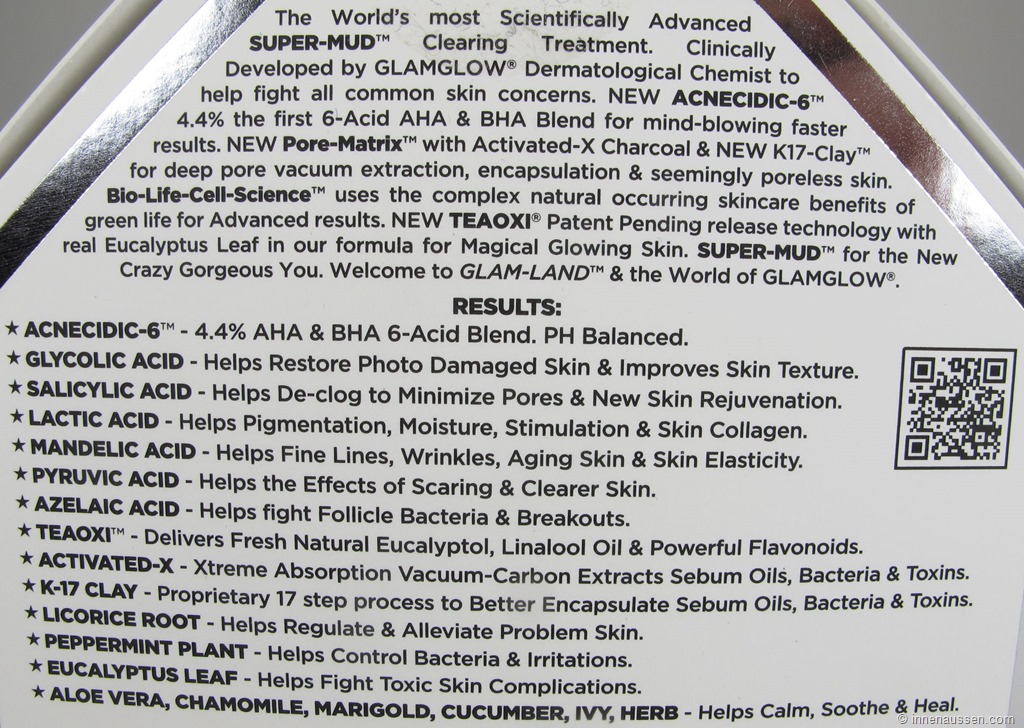 The World's most Scientifically Advanced
SUPER-MUD™ Clearing Treatment. Clinically
Developed by GLAMGLOW® Dermatological Chemist to
help fight all common skin concerns. NEW ACNECIDIC-6™
4.4% the first 6-Acid AHA & BHA Blend for mind-blowing faster
results. NEW Pore-Matrix™ with Activated-X Charcoal & NEW K17-Clay™
for deep pore vacuum extraction, encapsulation & seemingly poreless skin.
Bio-Life-Cell-Science™ uses the complex natural occurring skincare benefits of
green life for Advanced results. NEW TEAOXI® Patent Pending release technology with
real Eucalyptus Leaf in our formula for Magical Glowing Skin. SUPER-MUD™ for the New
Crazy Gorgeous You. Welcome to GLAM-LAND™ & the World of GLAMGLOW®.
RESULTS:
★ ACNECIDIC-6™ - 4.4% AHA & BHA 6-Acid Blend. PH Balanced.
★ GLYCOLIC ACID - Helps Restore Photo Damaged Skin & Improves Skin Texture.
★ SALICYLIC ACID - Helps De-clog to Minimize Pores & New Skin Rejuvenation.
★ LACTIC ACID - Helps Pigmentation, Moisture, Stimulation & Skin Collagen.
★ MANDELIC ACID - Helps Fine Lines, Wrinkles, Aging Skin & Skin Elasticity.
★ PYRUVIC ACID - Helps the Effects of Scaring & Clearer Skin.
★ AZELAIC ACID - Helps fight Follicle Bacteria & Breakouts.
★ TEAOXI™ - Delivers Fresh Natural Eucalyptol, Linalool Oil & Powerful Flavonoids.
★ ACTIVATED-X - Xtreme Absorption Vacuum-Carbon Extracts Sebum Oils, Bacteria & Toxins.
★ K-17 CLAY - Proprietary 17 step process to Better Encapsulate Sebum Oils, Bacteria & Toxins.
★ LICORICE ROOT - Helps Regulate & Alleviate Problem Skin.
★ PEPPERMINT PLANT - Helps Control Bacteria & Irritations.
★ EUCALYPTUS LEAF - Helps Fight Toxic Skin Complications.
★ ALOE VERA, CHAMOMILE, MARIGOLD, CUCUMBER, IVY, HERB - Helps Calm, Soothe & Heal.
© innenaussen.com